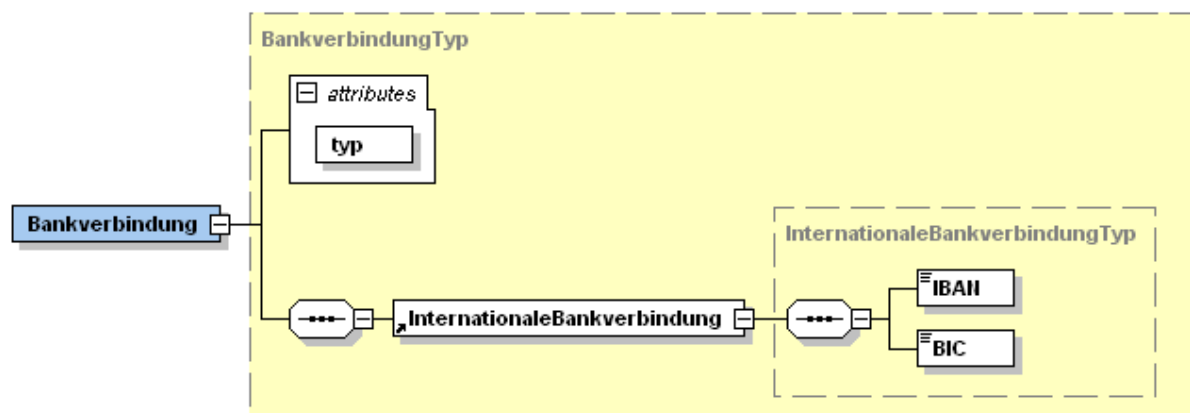 BankverbindungTyp
attributes
typ
Bankverbindung
InternationaleBankverbindungTyp
InternationaleBankverbindung
IBAN
BIC